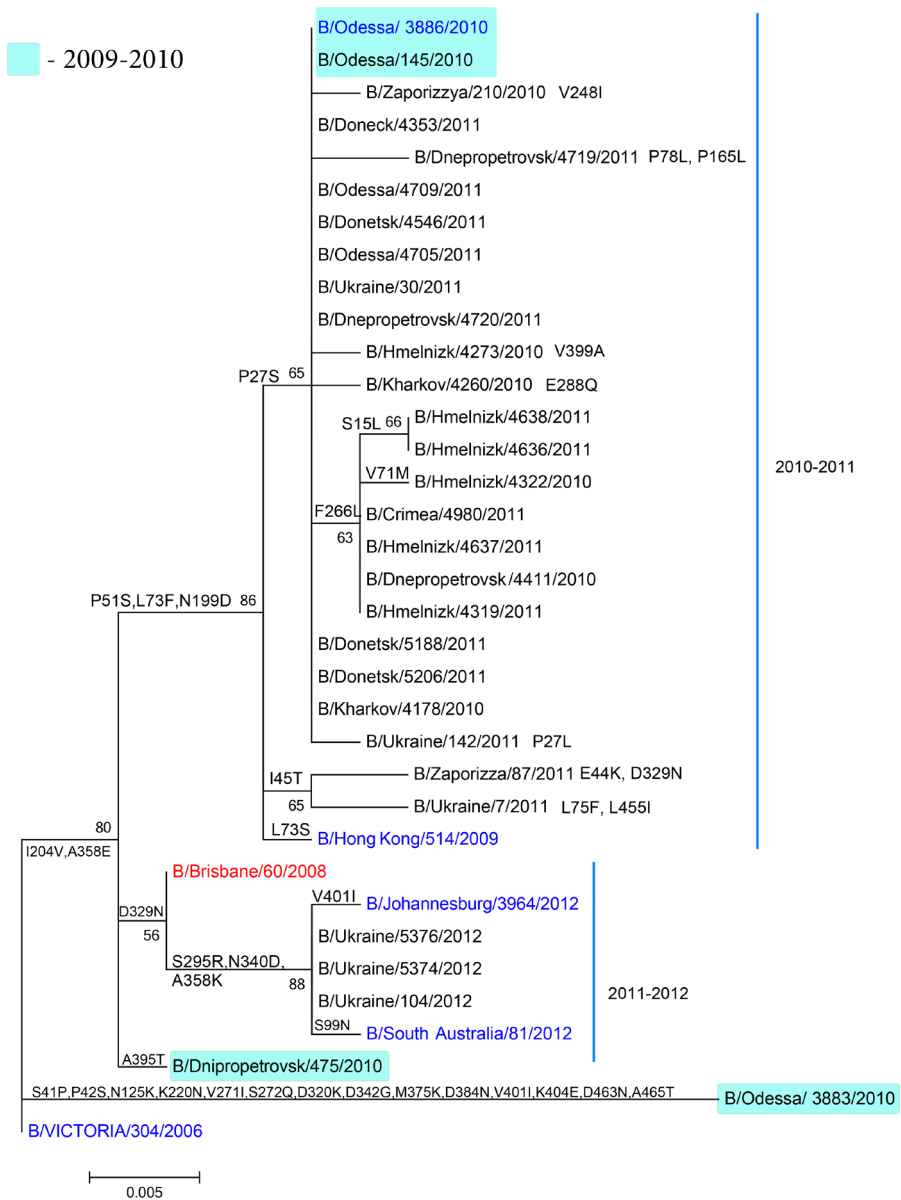 B/Odessa/ 3886/2010
- 2009-2010
B/Odessa/145/2010
B/Zaporizzya/210/2010 V248I
B/Doneck/4353/2011
B/Dnepropetrovsk/4719/2011 P78L, P165L
B/Odessa/4709/2011
B/Donetsk/4546/2011
B/Odessa/4705/2011
B/Ukraine/30/2011
B/Dnepropetrovsk/4720/2011
B/Hmelnizk/4273/2010 V399A
P27S 65
B/Kharkov/4260/2010 E288Q
B/Hmelnizk/4638/2011
S15L 66
B/Hmelnizk/4636/2011
2010-2011
V71M
B/Hmelnizk/4322/2010
F266L
B/Crimea/4980/2011
63
B/Hmelnizk/4637/2011
B/Dnepropetrovsk/4411/2010
P51S,L73F,N199D 86
B/Hmelnizk/4319/2011
B/Donetsk/5188/2011
B/Donetsk/5206/2011
B/Kharkov/4178/2010
B/Ukraine/142/2011 P27L
I45T
B/Zaporizza/87/2011 E44K, D329N
65
B/Ukraine/7/2011 L75F, L455I
L73S
B/Hong Kong/514/2009
80
I204V,A358E
B/Brisbane/60/2008
V401I
B/Johannesburg/3964/2012
D329N
56
B/Ukraine/5376/2012
S295R,N340D,
A358K
88
B/Ukraine/5374/2012
2011-2012
B/Ukraine/104/2012
S99N
B/South Australia/81/2012
A395T
B/Dnipropetrovsk/475/2010
S41P,P42S,N125K,K220N,V271I,S272Q,D320K,D342G,M375K,D384N,V401I,K404E,D463N,A465T
B/Odessa/ 3883/2010
B/VICTORIA/304/2006
0.005